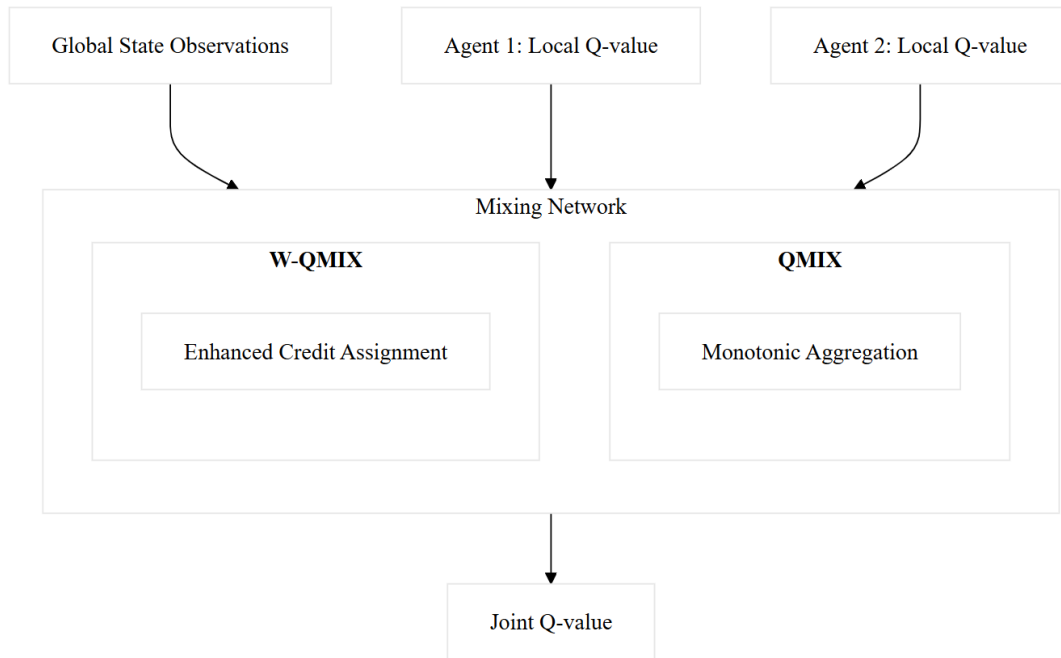 Global State Observations
Agent 1: Local Q-value
Agent 2: Local Q-value
Mixing Network
W-QMIX
QMIX
Enhanced Credit Assignment
Monotonic Aggregation
Joint Q-value